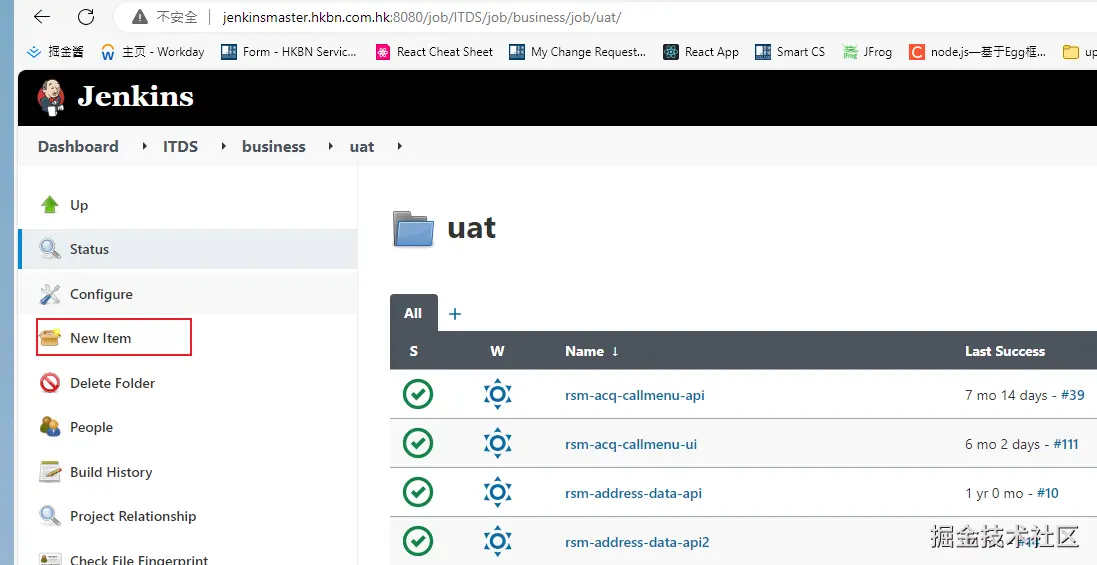 不安全 jenkinsmaster.hkbn.com.hk:8080/job/ITDS/job/business/job/uat/
掘金酱 主页 - Workday Form - HKBN Servic... React Cheat Sheet My Change Request... React App Smart CS JFrog node.js—基于Egg框... up
Jenkins
Dashboard ITDS business uat
Up
Status
Configure
New Item
Delete Folder
People
Build History
Project Relationship
Check File Fingerprint
uat
All +
S W Name ↓ Last Success
rsm-acq-callmenu-api 7 mo 14 days - #39
rsm-acq-callmenu-ui 6 mo 2 days - #111
rsm-address-data-api 1 yr 0 mo - #10
rsm-address-data-api2
掘金技术社区